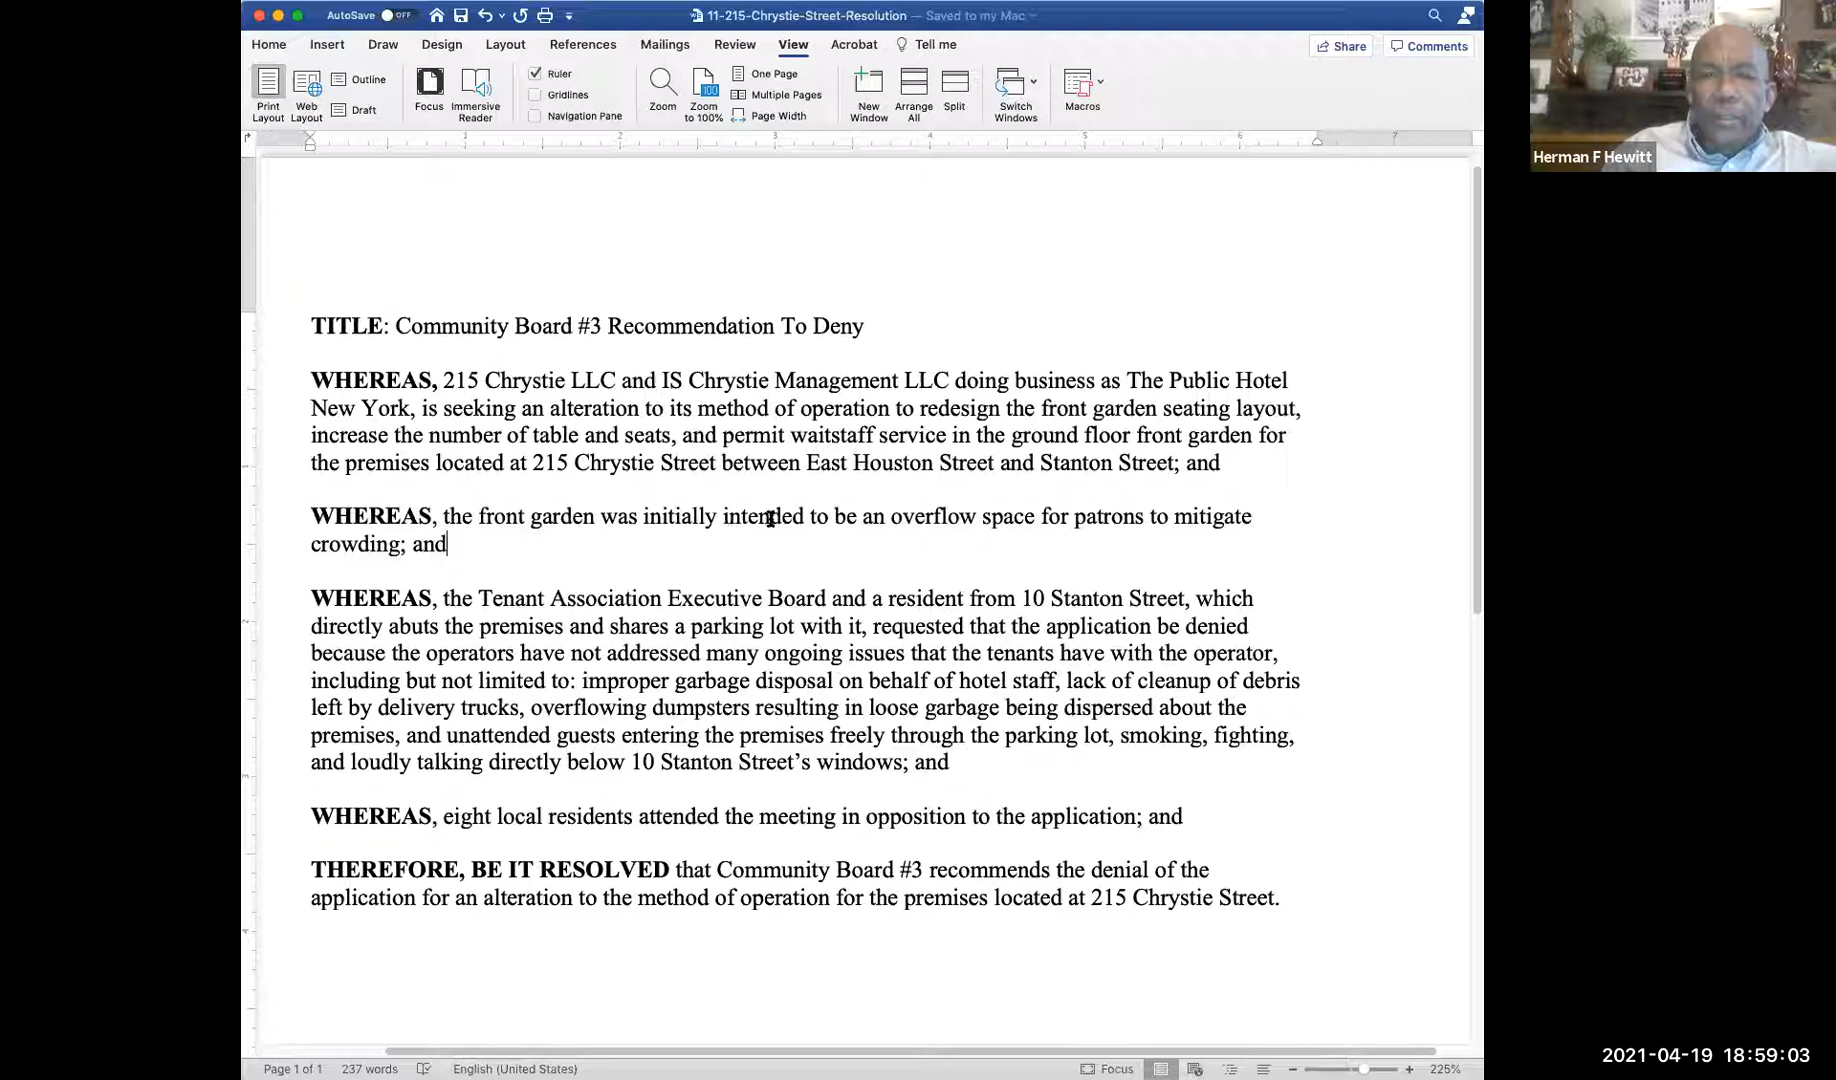 AutoSave OFF
11-215-Chrystie-Street-Resolution — Saved to my Mac
Home Insert Draw Design Layout References Mailings Review View Acrobat Tell me Share Comments
Print Layout
Web Layout
Outline
Draft
Focus
Immersive Reader
Ruler
Gridlines
Navigation Pane
Zoom
Zoom to 100%
100
One Page
Multiple Pages
Page Width
New Window
Arrange All
Split
Switch Windows
Macros
1 2 3 4 5 6 7
TITLE: Community Board #3 Recommendation To Deny
WHEREAS, 215 Chrystie LLC and IS Chrystie Management LLC doing business as The Public Hotel
New York, is seeking an alteration to its method of operation to redesign the front garden seating layout,
increase the number of table and seats, and permit waitstaff service in the ground floor front garden for
the premises located at 215 Chrystie Street between East Houston Street and Stanton Street; and
WHEREAS, the front garden was initially intended to be an overflow space for patrons to mitigate
crowding; and
WHEREAS, the Tenant Association Executive Board and a resident from 10 Stanton Street, which
directly abuts the premises and shares a parking lot with it, requested that the application be denied
because the operators have not addressed many ongoing issues that the tenants have with the operator,
including but not limited to: improper garbage disposal on behalf of hotel staff, lack of cleanup of debris
left by delivery trucks, overflowing dumpsters resulting in loose garbage being dispersed about the
premises, and unattended guests entering the premises freely through the parking lot, smoking, fighting,
and loudly talking directly below 10 Stanton Street’s windows; and
WHEREAS, eight local residents attended the meeting in opposition to the application; and
THEREFORE, BE IT RESOLVED that Community Board #3 recommends the denial of the
application for an alteration to the method of operation for the premises located at 215 Chrystie Street.
Page 1 of 1 237 words English (United States) Focus 225%
Herman F Hewitt
2021-04-19 18:59:03